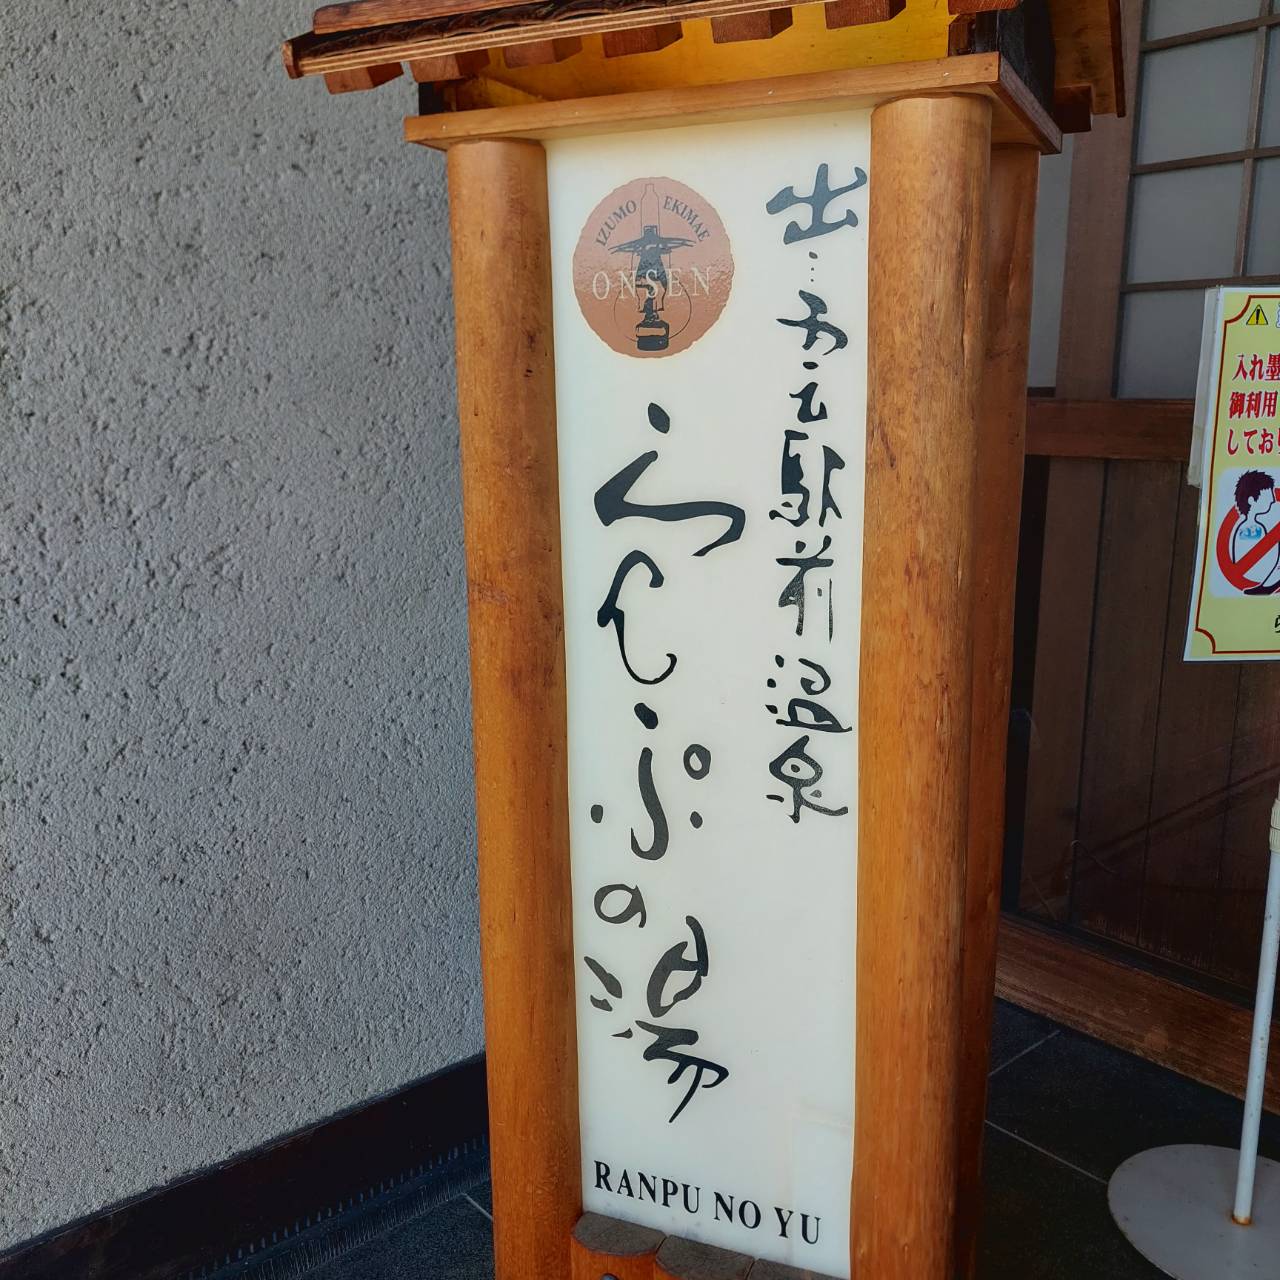 IZUMO EKIMAE
ONSEN
出雲駅前温泉
らんぷの湯
RANPU NO YU
入れ墨
御利用
してお